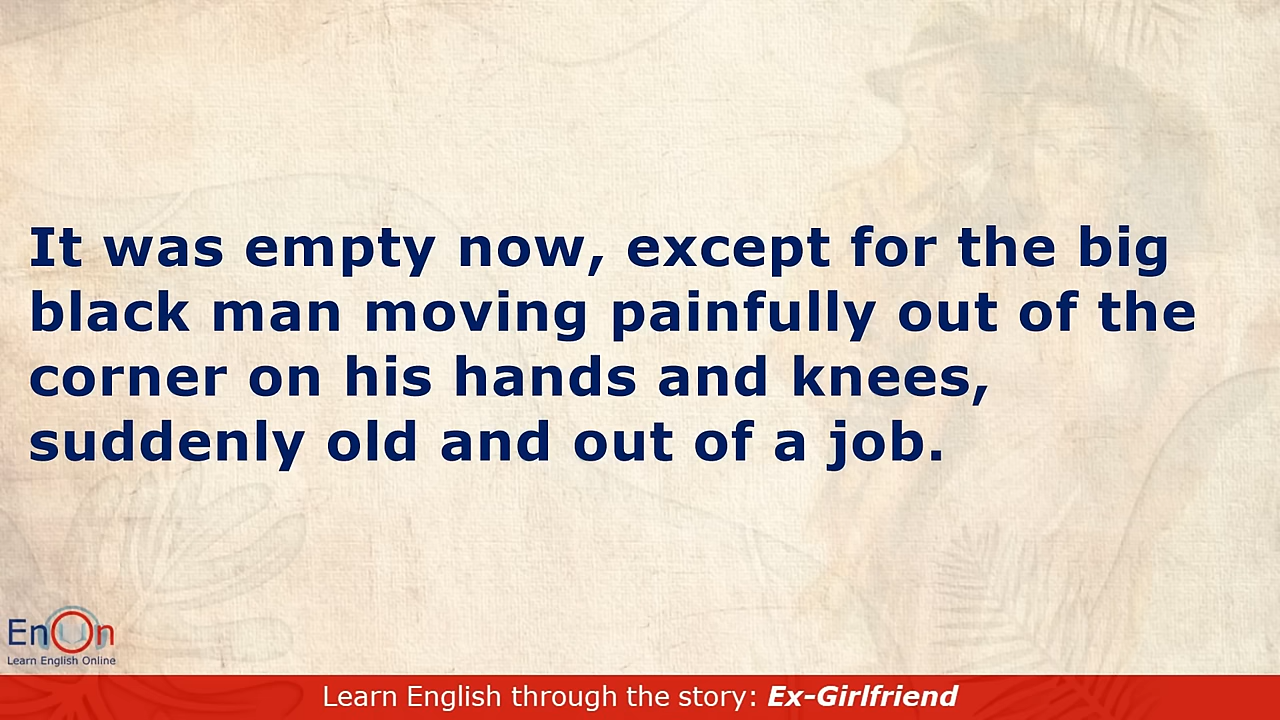 It was empty now, except for the big
black man moving painfully out of the
corner on his hands and knees,
suddenly old and out of a job.
EnOn
Learn English Online
Learn English through the story: Ex-Girlfriend